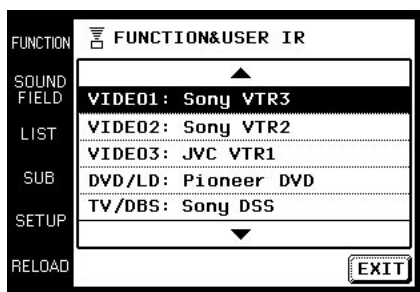 FUNCTION
SOUND
FIELD
LIST
SUB
SETUP
RELOAD
FUNCTION&USER IR
VIDEO1: Sony VTR3
VIDEO2: Sony VTR2
VIDEO3: JVC VTR1
DVD/LD: Pioneer DVD
TV/DBS: Sony DSS
EXIT